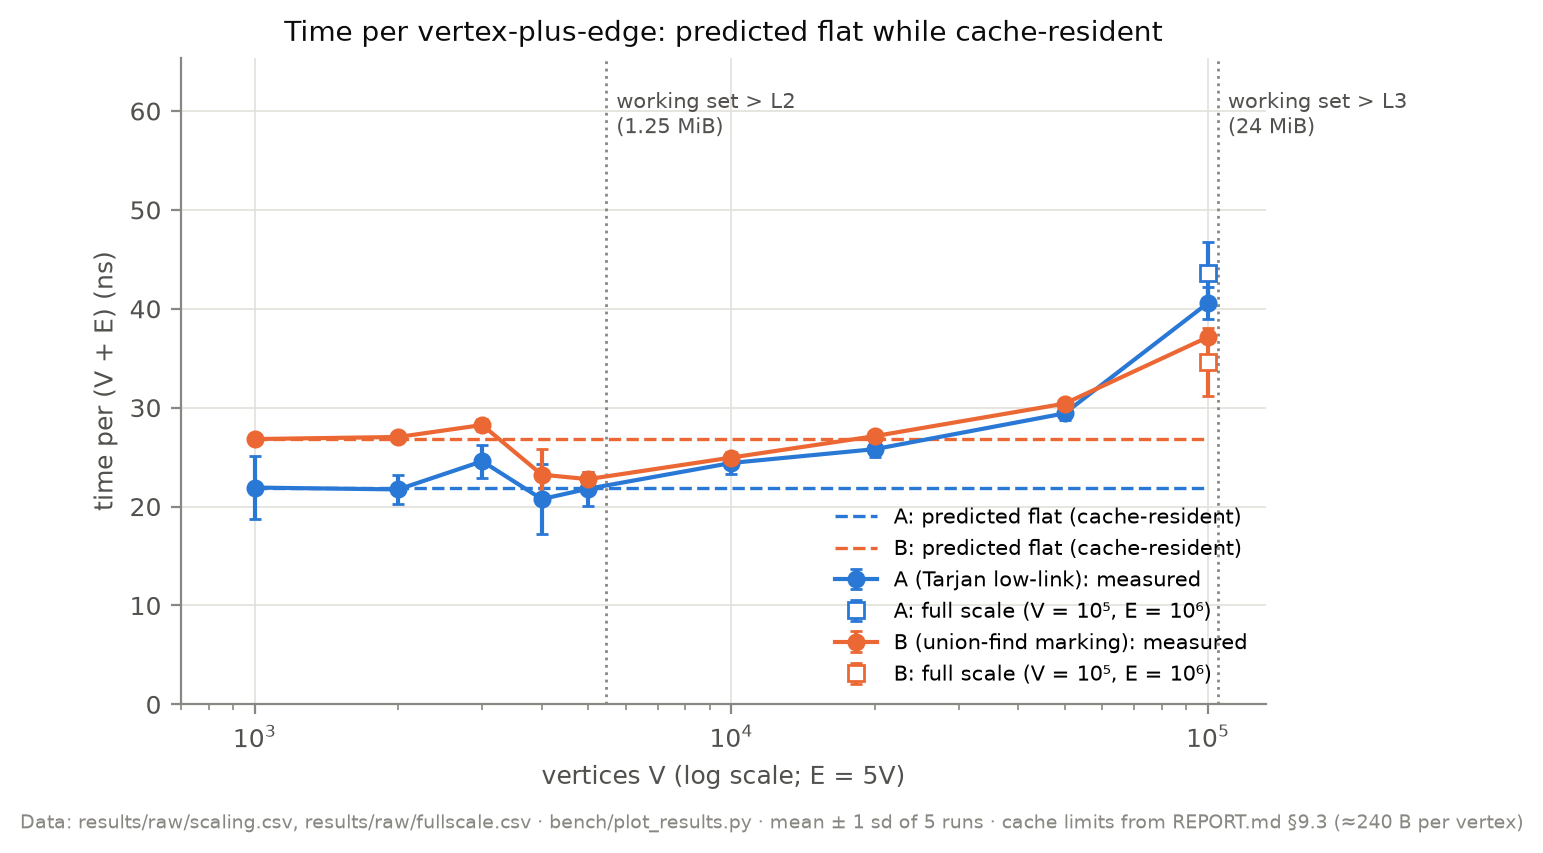 Time per vertex-plus-edge: predicted flat while cache-resident
working set > L2
(1.25 MiB)
working set > L3
(24 MiB)
time per (V + E) (ns)
60
50
40
30
20
10
0
A: predicted flat (cache-resident)
B: predicted flat (cache-resident)
A (Tarjan low-link): measured
A: full scale (V = 10⁵, E = 10⁶)
B (union-find marking): measured
B: full scale (V = 10⁵, E = 10⁶)
10³
10⁴
10⁵
vertices V (log scale; E = 5V)
Data: results/raw/scaling.csv, results/raw/fullscale.csv · bench/plot_results.py · mean ± 1 sd of 5 runs · cache limits from REPORT.md §9.3 (≈240 B per vertex)